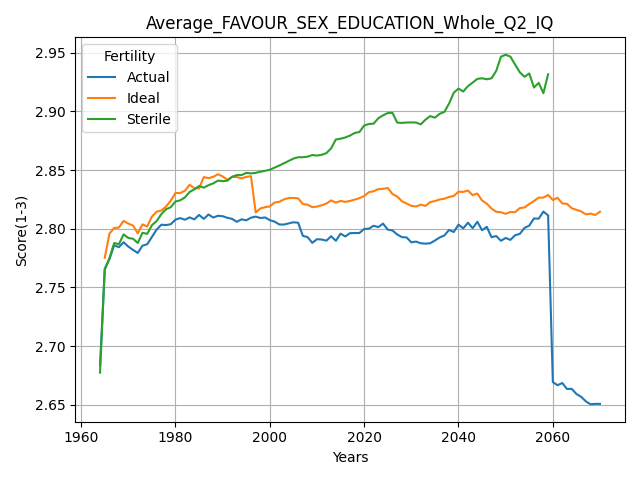 Average_FAVOUR_SEX_EDUCATION_Whole_Q2_IQ
Fertility
Actual
Ideal
Sterile
Score(1-3)
2.95
2.90
2.85
2.80
2.75
2.70
2.65
1960 1980 2000 2020 2040 2060
Years